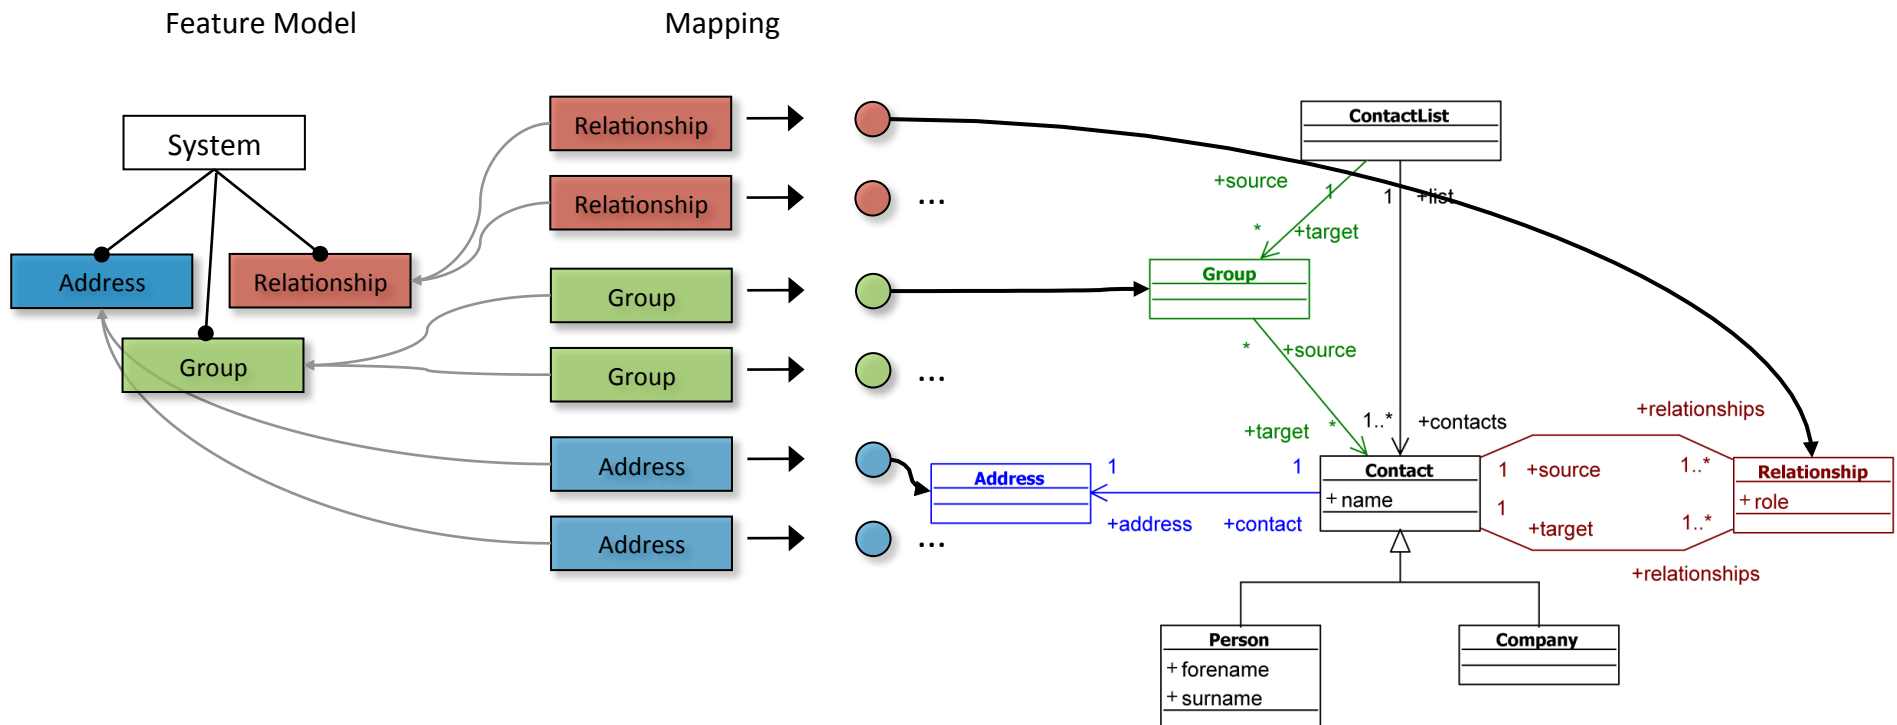 Feature Model
Mapping
System
Address
Relationship
Group
Relationship
Relationship
...
Group
Group
...
Address
Address
...
ContactList
+source
1
1
+list
*
+target
Group
*
+source
+target
*
1..*
+contacts
+relationships
Address
1
1
+address
+contact
Contact
+ name
1
+source
1..*
1
+target
1..*
Relationship
+ role
+relationships
Person
+ forename
+ surname
Company